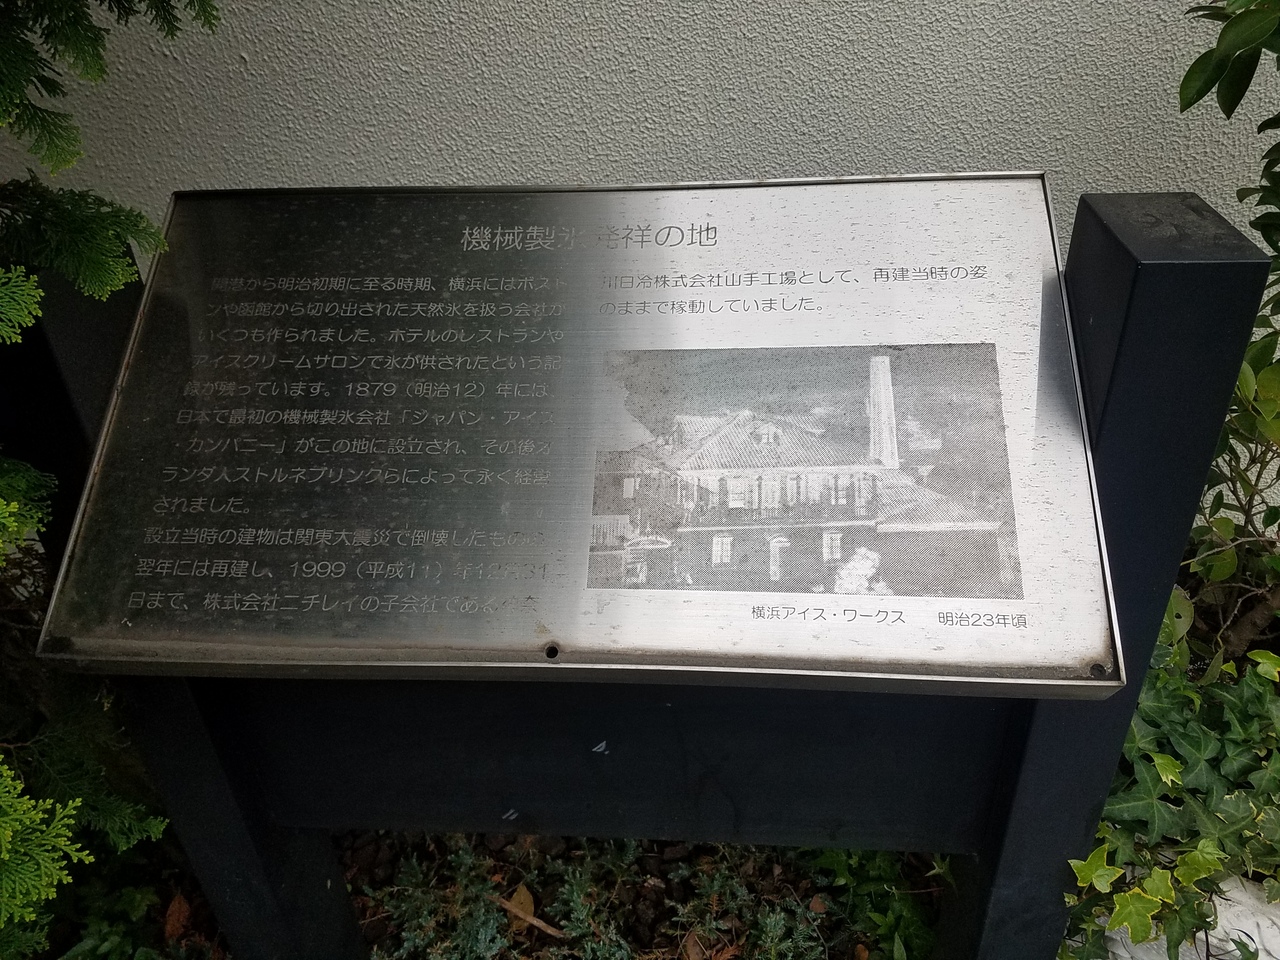 機械製氷発祥の地
開港から明治初期に至る時期、横浜にはボスト
ンや函館から切り出された天然氷を扱う会社が
いくつも作られました。ホテルのレストランや
アイスクリームサロンで氷が供されたという記
録が残っています。1879（明治12）年には、
日本で最初の機械製氷会社「ジャパン・アイス
・カンパニー」がこの地に設立され、その後オ
ランダ人ストルネブリンクらによって永く経営
されました。
設立当時の建物は関東大震災で倒壊したものの、
翌年には再建し、1999（平成11）年12月31
日まで、株式会社ニチレイの子会社である神奈
川日冷株式会社山手工場として、再建当時の姿
のままで稼動していました。
横浜アイス・ワークス　明治23年頃